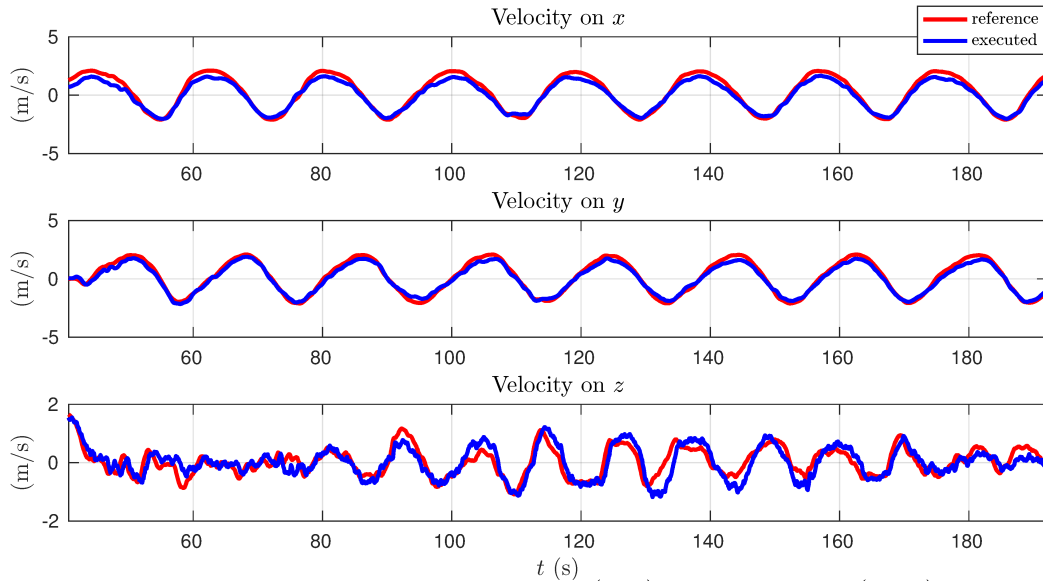 Velocity on x
reference
executed
5
0
-5
(m/s)
60 80 100 120 140 160 180
Velocity on y
5
0
-5
(m/s)
60 80 100 120 140 160 180
Velocity on z
2
0
-2
(m/s)
60 80 100 120 140 160 180
t (s)